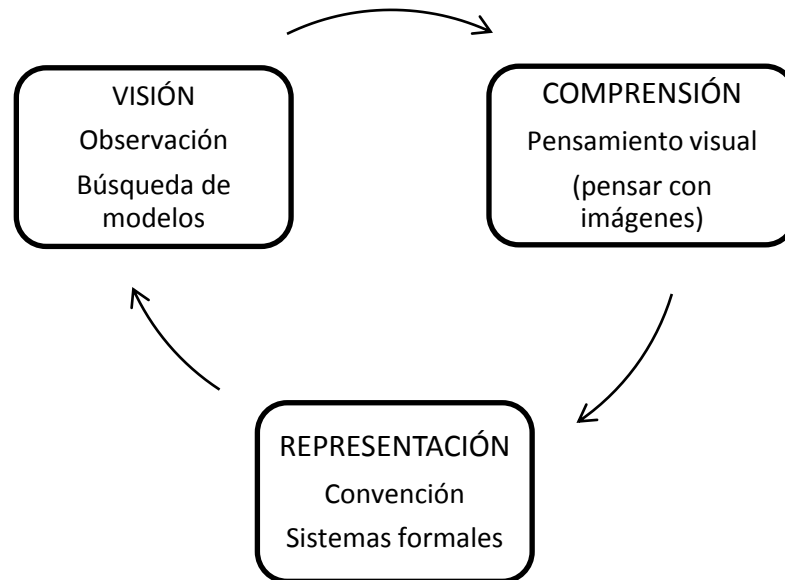 VISIÓN
Observación
Búsqueda de
modelos
COMPRENSIÓN
Pensamiento visual
(pensar con
imágenes)
REPRESENTACIÓN
Convención
Sistemas formales